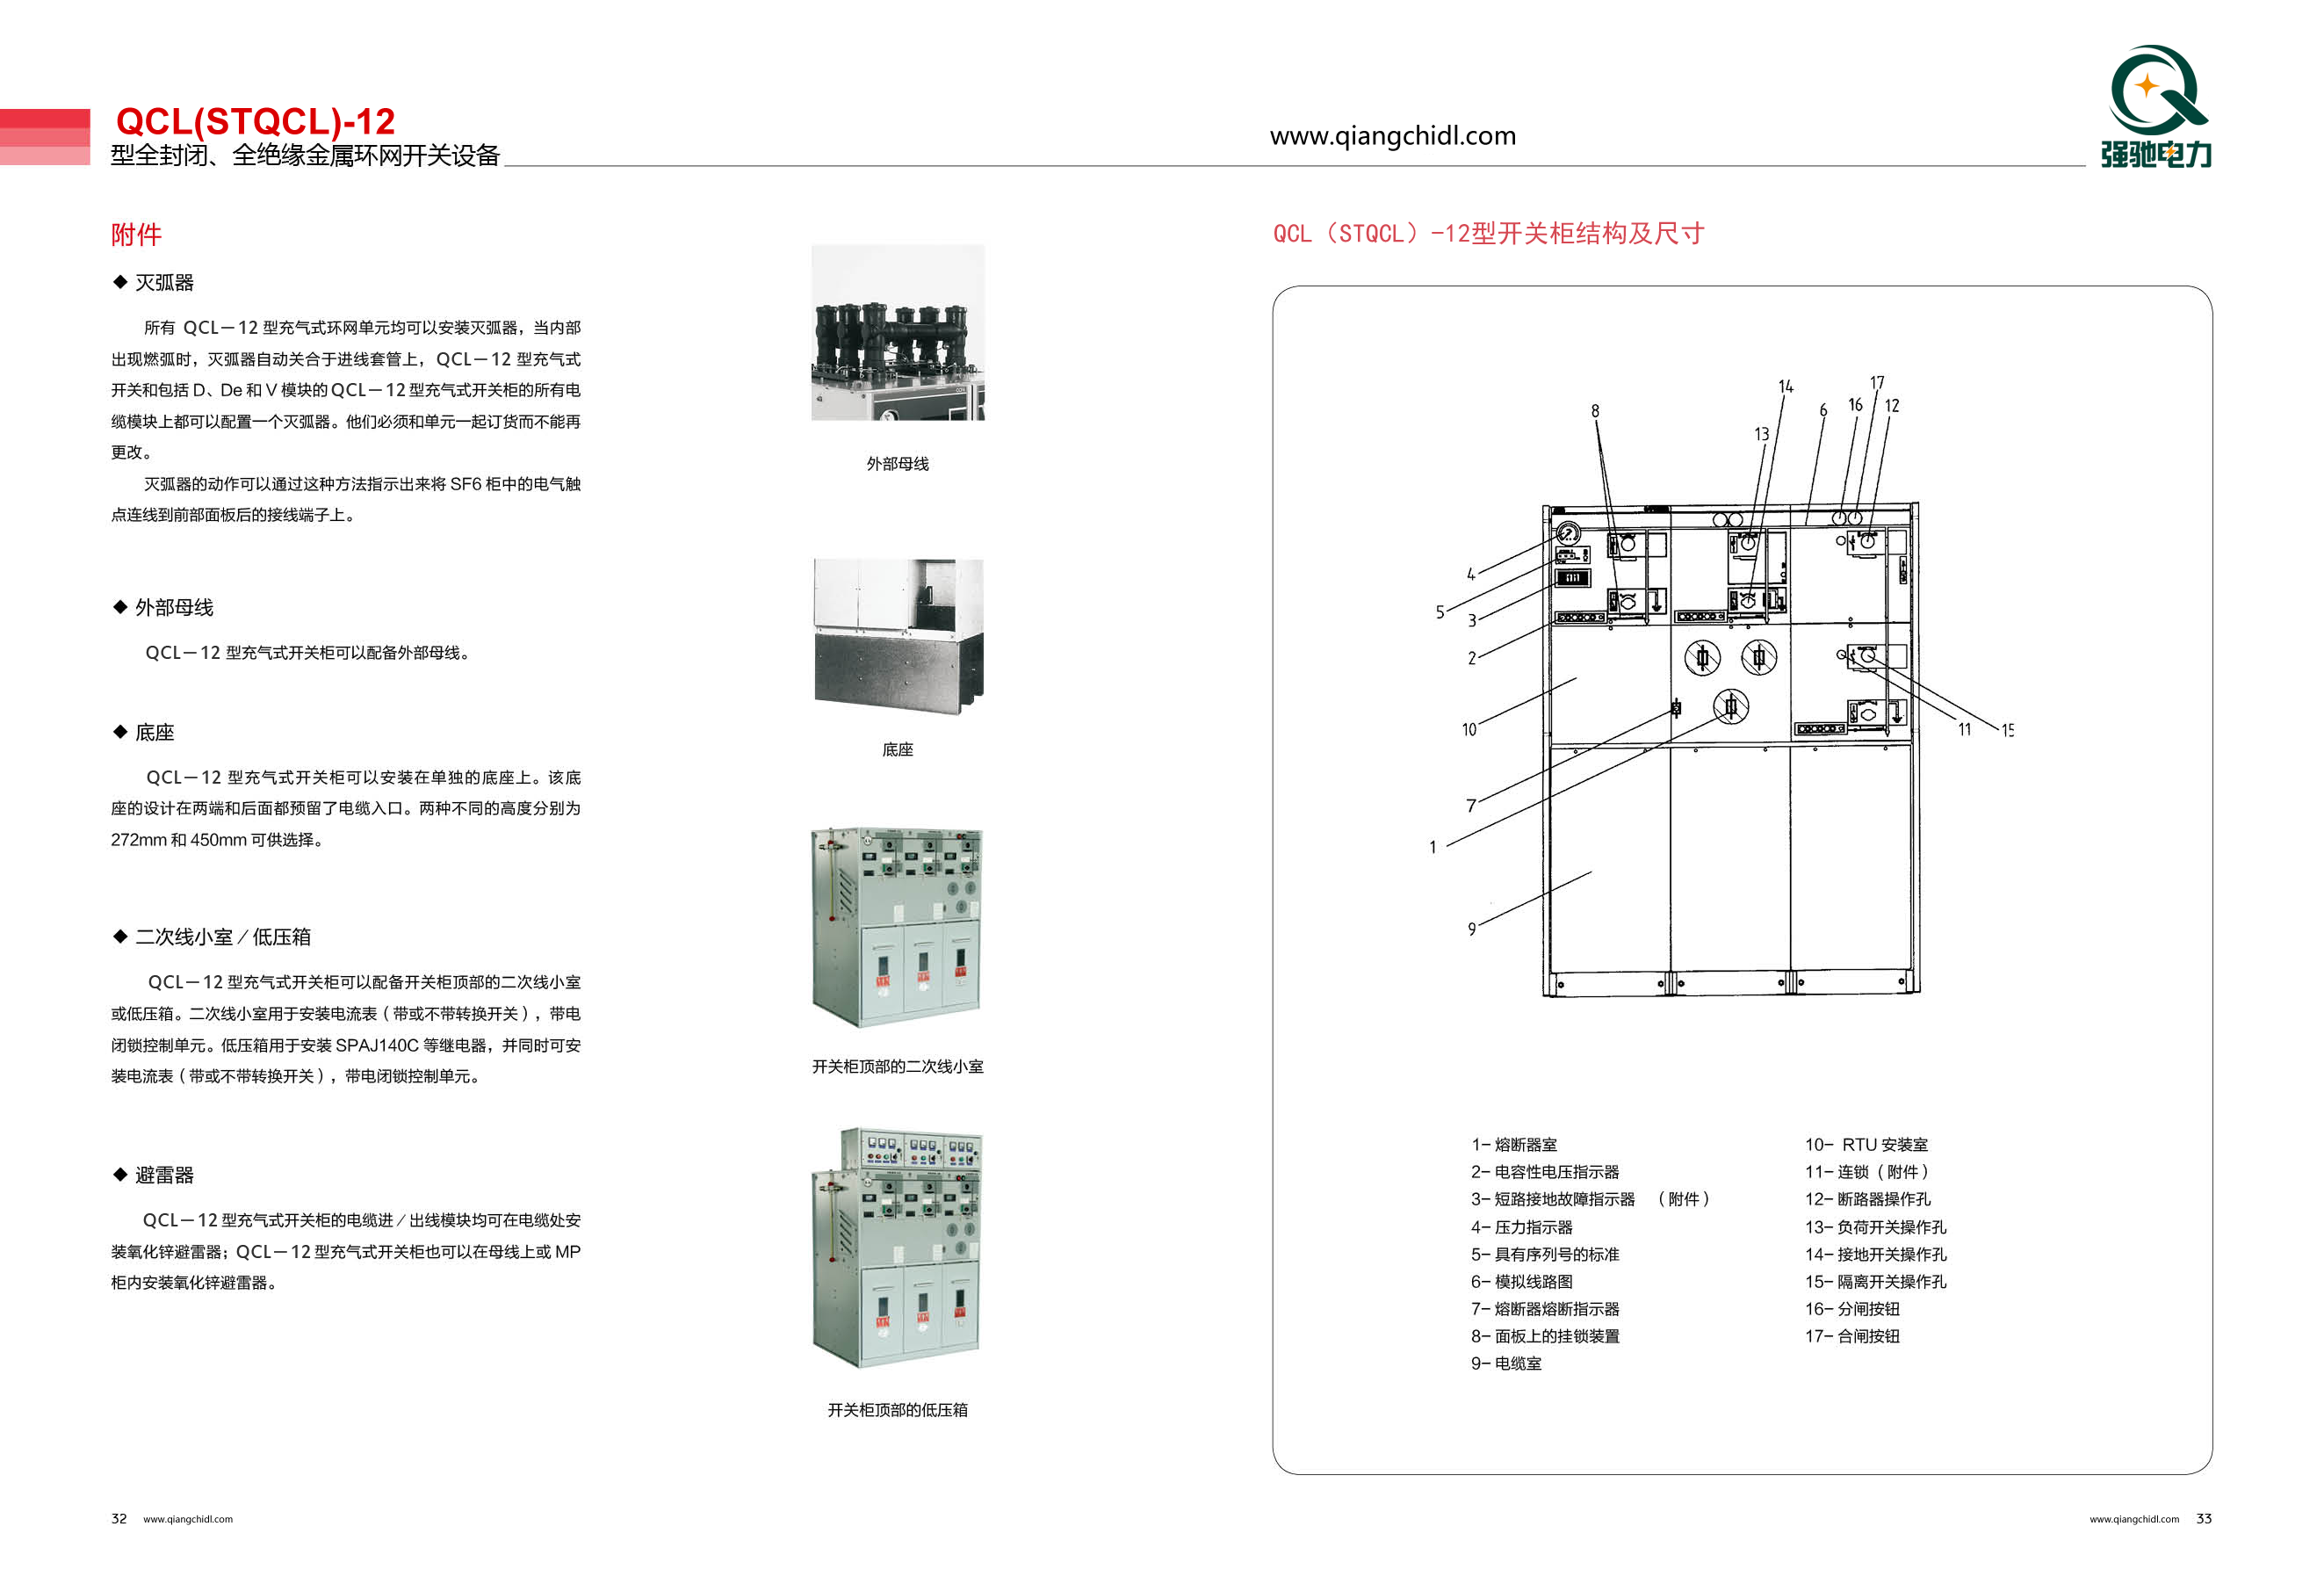 QCL(STQCL)-12
型全封闭、全绝缘金属环网开关设备
www.qiangchidl.com
强驰电力
附件
◆ 灭弧器
所有 QCL－12 型充气式环网单元均可以安装灭弧器，当内部
出现燃弧时，灭弧器自动关合于进线套管上，QCL－12 型充气式
开关和包括 D、De 和 V 模块的 QCL－12 型充气式开关柜的所有电
缆模块上都可以配置一个灭弧器。他们必须和单元一起订货而不能再
更改。
灭弧器的动作可以通过这种方法指示出来将 SF6 柜中的电气触
点连线到前部面板后的接线端子上。
◆ 外部母线
QCL－12 型充气式开关柜可以配备外部母线。
◆ 底座
QCL－12 型充气式开关柜可以安装在单独的底座上。该底
座的设计在两端和后面都预留了电缆入口。两种不同的高度分别为
272mm 和 450mm 可供选择。
◆ 二次线小室／低压箱
QCL－12 型充气式开关柜可以配备开关柜顶部的二次线小室
或低压箱。二次线小室用于安装电流表（带或不带转换开关），带电
闭锁控制单元。低压箱用于安装 SPAJ140C 等继电器，并同时可安
装电流表（带或不带转换开关），带电闭锁控制单元。
◆ 避雷器
QCL－12 型充气式开关柜的电缆进／出线模块均可在电缆处安
装氧化锌避雷器；QCL－12 型充气式开关柜也可以在母线上或 MP
柜内安装氧化锌避雷器。
外部母线
底座
开关柜顶部的二次线小室
开关柜顶部的低压箱
QCL（STQCL）-12型开关柜结构及尺寸
17
14
8
6
16
12
13
4
5
3
2
10
11
15
7
1
9
1- 熔断器室
2- 电容性电压指示器
3- 短路接地故障指示器 （附件）
4- 压力指示器
5- 具有序列号的标准
6- 模拟线路图
7- 熔断器熔断指示器
8- 面板上的挂锁装置
9- 电缆室
10- RTU 安装室
11- 连锁（附件）
12- 断路器操作孔
13- 负荷开关操作孔
14- 接地开关操作孔
15- 隔离开关操作孔
16- 分闸按钮
17- 合闸按钮
32 www.qiangchidl.com
www.qiangchidl.com 33